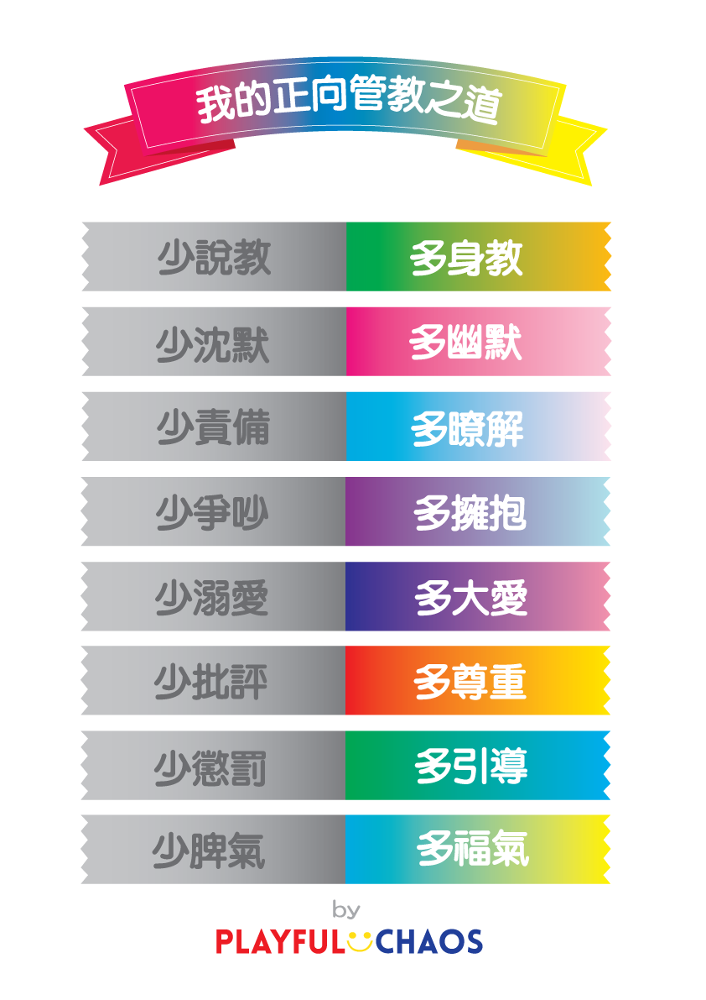 我的正向管教之道
少說教 多身教
少沈默 多幽默
少責備 多瞭解
少爭吵 多擁抱
少溺愛 多大愛
少批評 多尊重
少懲罰 多引導
少脾氣 多福氣
by
PLAYFUL CHAOS